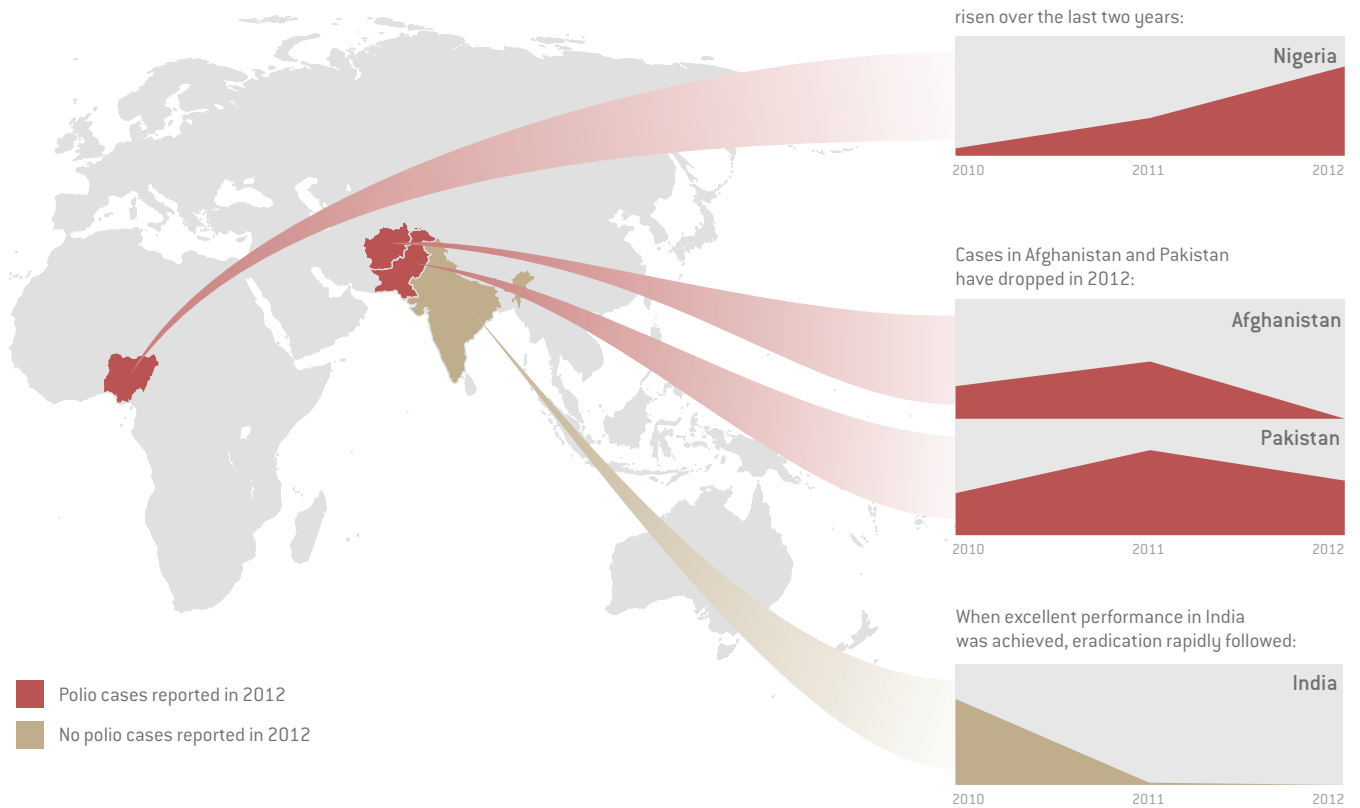 risen over the last two years:
Nigeria
2010 2011 2012
Cases in Afghanistan and Pakistan
have dropped in 2012:
Afghanistan
Pakistan
2010 2011 2012
When excellent performance in India
was achieved, eradication rapidly followed:
India
2010 2011 2012
Polio cases reported in 2012
No polio cases reported in 2012